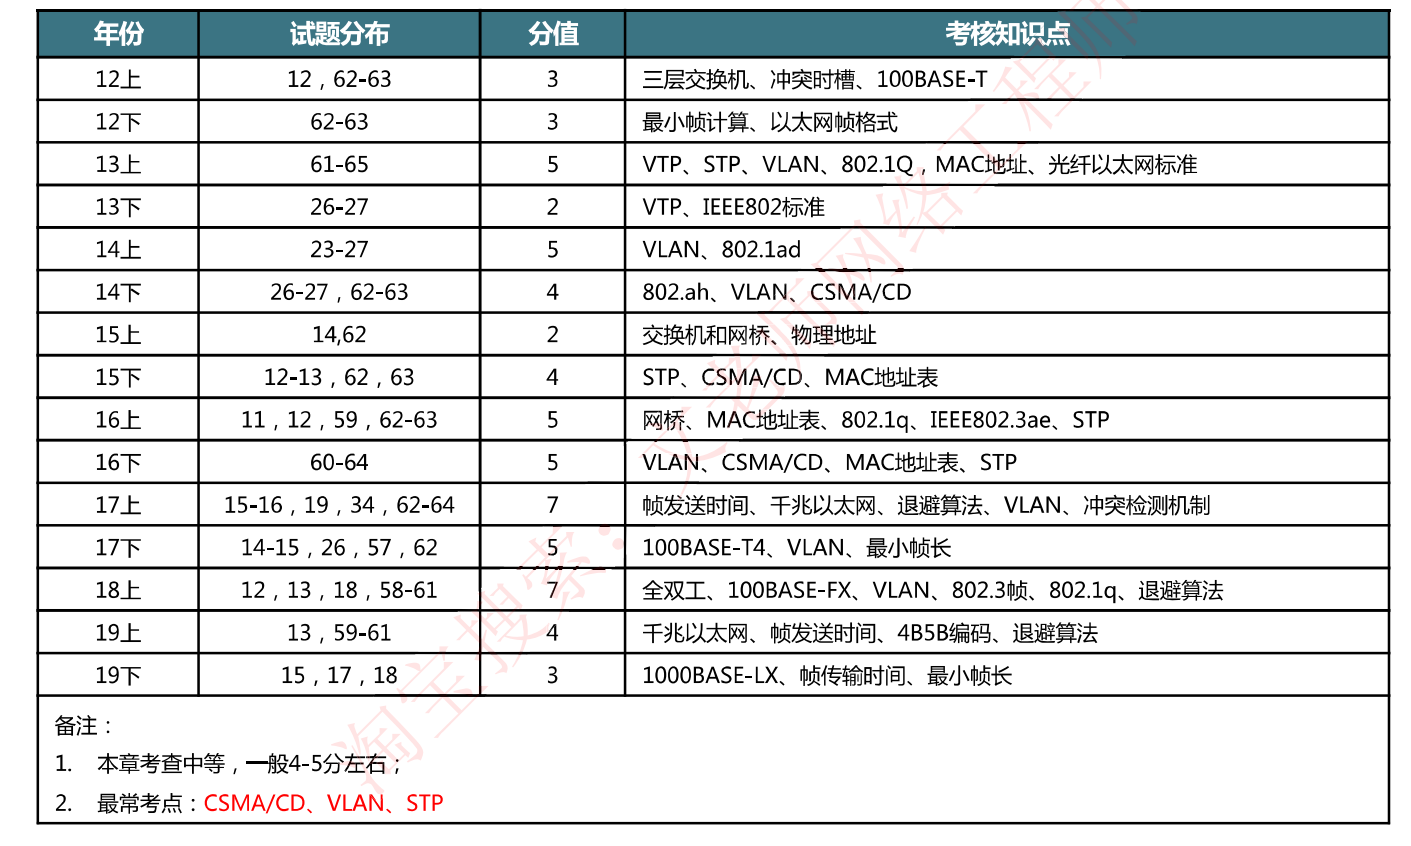 年份 试题分布 分值 考核知识点
12上 12，62-63 3 三层交换机、冲突时槽、100BASE-T
12下 62-63 3 最小帧计算、以太网帧格式
13上 61-65 5 VTP、STP、VLAN、802.1Q，MAC地址、光纤以太网标准
13下 26-27 2 VTP、IEEE802标准
14上 23-27 5 VLAN、802.1ad
14下 26-27，62-63 4 802.ah、VLAN、CSMA/CD
15上 14,62 2 交换机和网桥、物理地址
15下 12-13，62，63 4 STP、CSMA/CD、MAC地址表
16上 11，12，59，62-63 5 网桥、MAC地址表、802.1q、IEEE802.3ae、STP
16下 60-64 5 VLAN、CSMA/CD、MAC地址表、STP
17上 15-16，19，34，62-64 7 帧发送时间、千兆以太网、退避算法、VLAN、冲突检测机制
17下 14-15，26，57，62 5 100BASE-T4、VLAN、最小帧长
18上 12，13，18，58-61 7 全双工、100BASE-FX、VLAN、802.3帧、802.1q、退避算法
19上 13，59-61 4 千兆以太网、帧发送时间、4B5B编码、退避算法
19下 15，17，18 3 1000BASE-LX、帧传输时间、最小帧长
备注：
1. 本章考查中等，一般4-5分左右；
2. 最常考点：CSMA/CD、VLAN、STP
淘宝搜索：文老师网络工程师